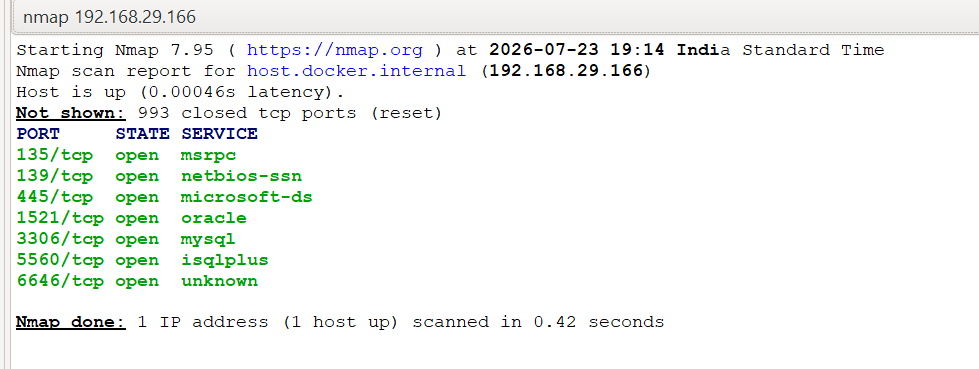 nmap 192.168.29.166
Starting Nmap 7.95 ( https://nmap.org ) at 2026-07-23 19:14 India Standard Time
Nmap scan report for host.docker.internal (192.168.29.166)
Host is up (0.00046s latency).
Not shown: 993 closed tcp ports (reset)
PORT     STATE SERVICE
135/tcp  open  msrpc
139/tcp  open  netbios-ssn
445/tcp  open  microsoft-ds
1521/tcp open  oracle
3306/tcp open  mysql
5560/tcp open  isqlplus
6646/tcp open  unknown
Nmap done: 1 IP address (1 host up) scanned in 0.42 seconds